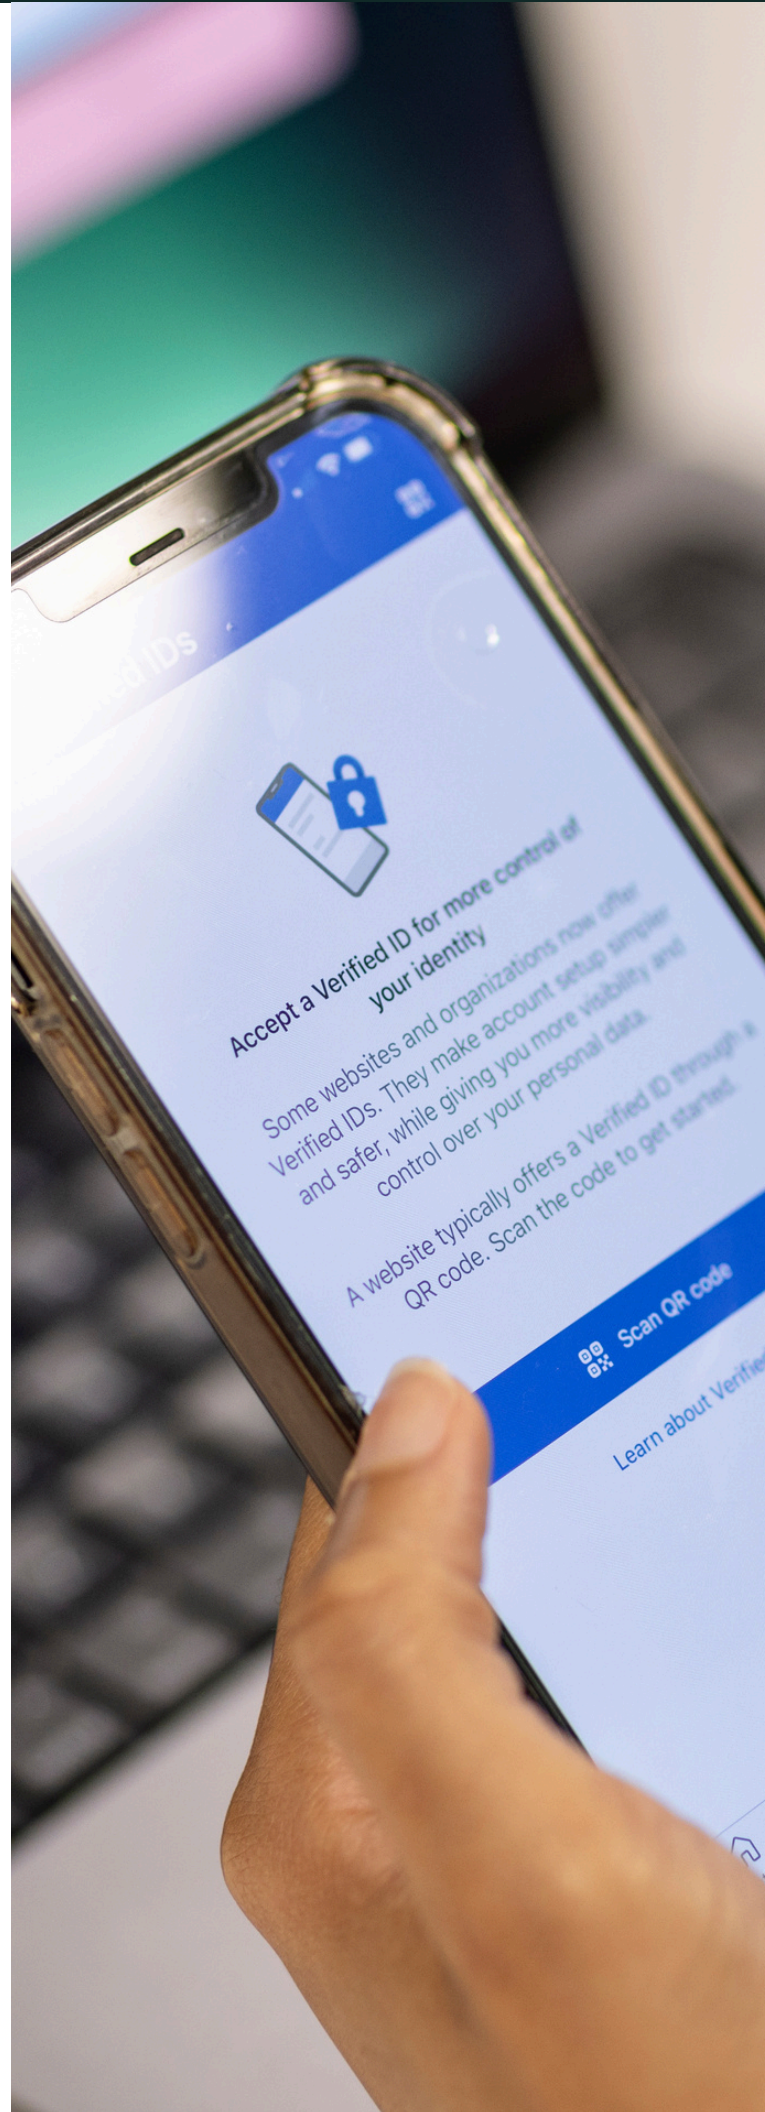 IDs
Accept a Verified ID for more control of
your identity
Some websites and organizations now offer
Verified IDs. They make account setup simpler
and safer, while giving you more visibility and
control over your personal data.
A website typically offers a Verified ID through a
QR code. Scan the code to get started.
Scan QR code
Learn about Verified